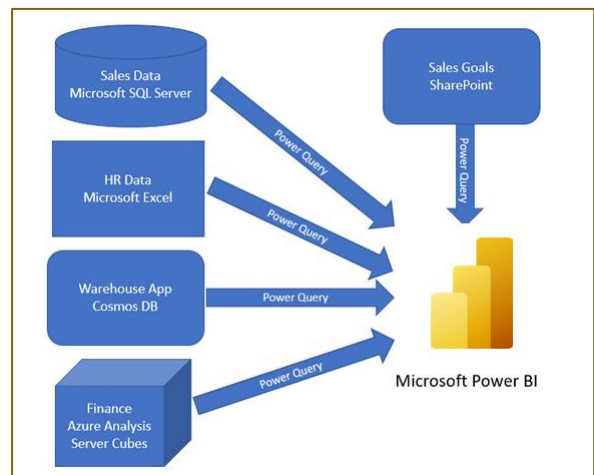 Sales Data
Microsoft SQL Server
Sales Goals
SharePoint
Power Query
Power Query
HR Data
Microsoft Excel
Power Query
Warehouse App
Cosmos DB
Power Query
Power Query
Finance
Azure Analysis
Server Cubes
Microsoft Power BI